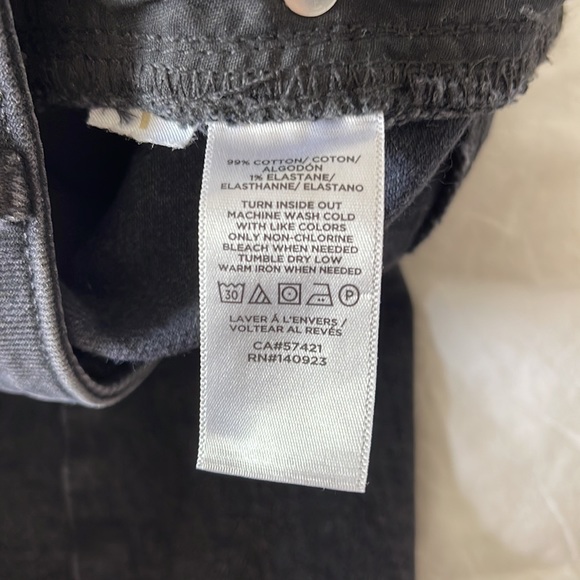 99% COTTON/ COTON/
ALGODÓN
1% ELASTANE/
ELASTHANNE/ ELASTANO
TURN INSIDE OUT
MACHINE WASH COLD
WITH LIKE COLORS
ONLY NON-CHLORINE
BLEACH WHEN NEEDED
TUMBLE DRY LOW
WARM IRON WHEN NEEDED
30 P
LAVER À L'ENVERS /
VOLTEAR AL REVÉS
CA#57421
RN#140923